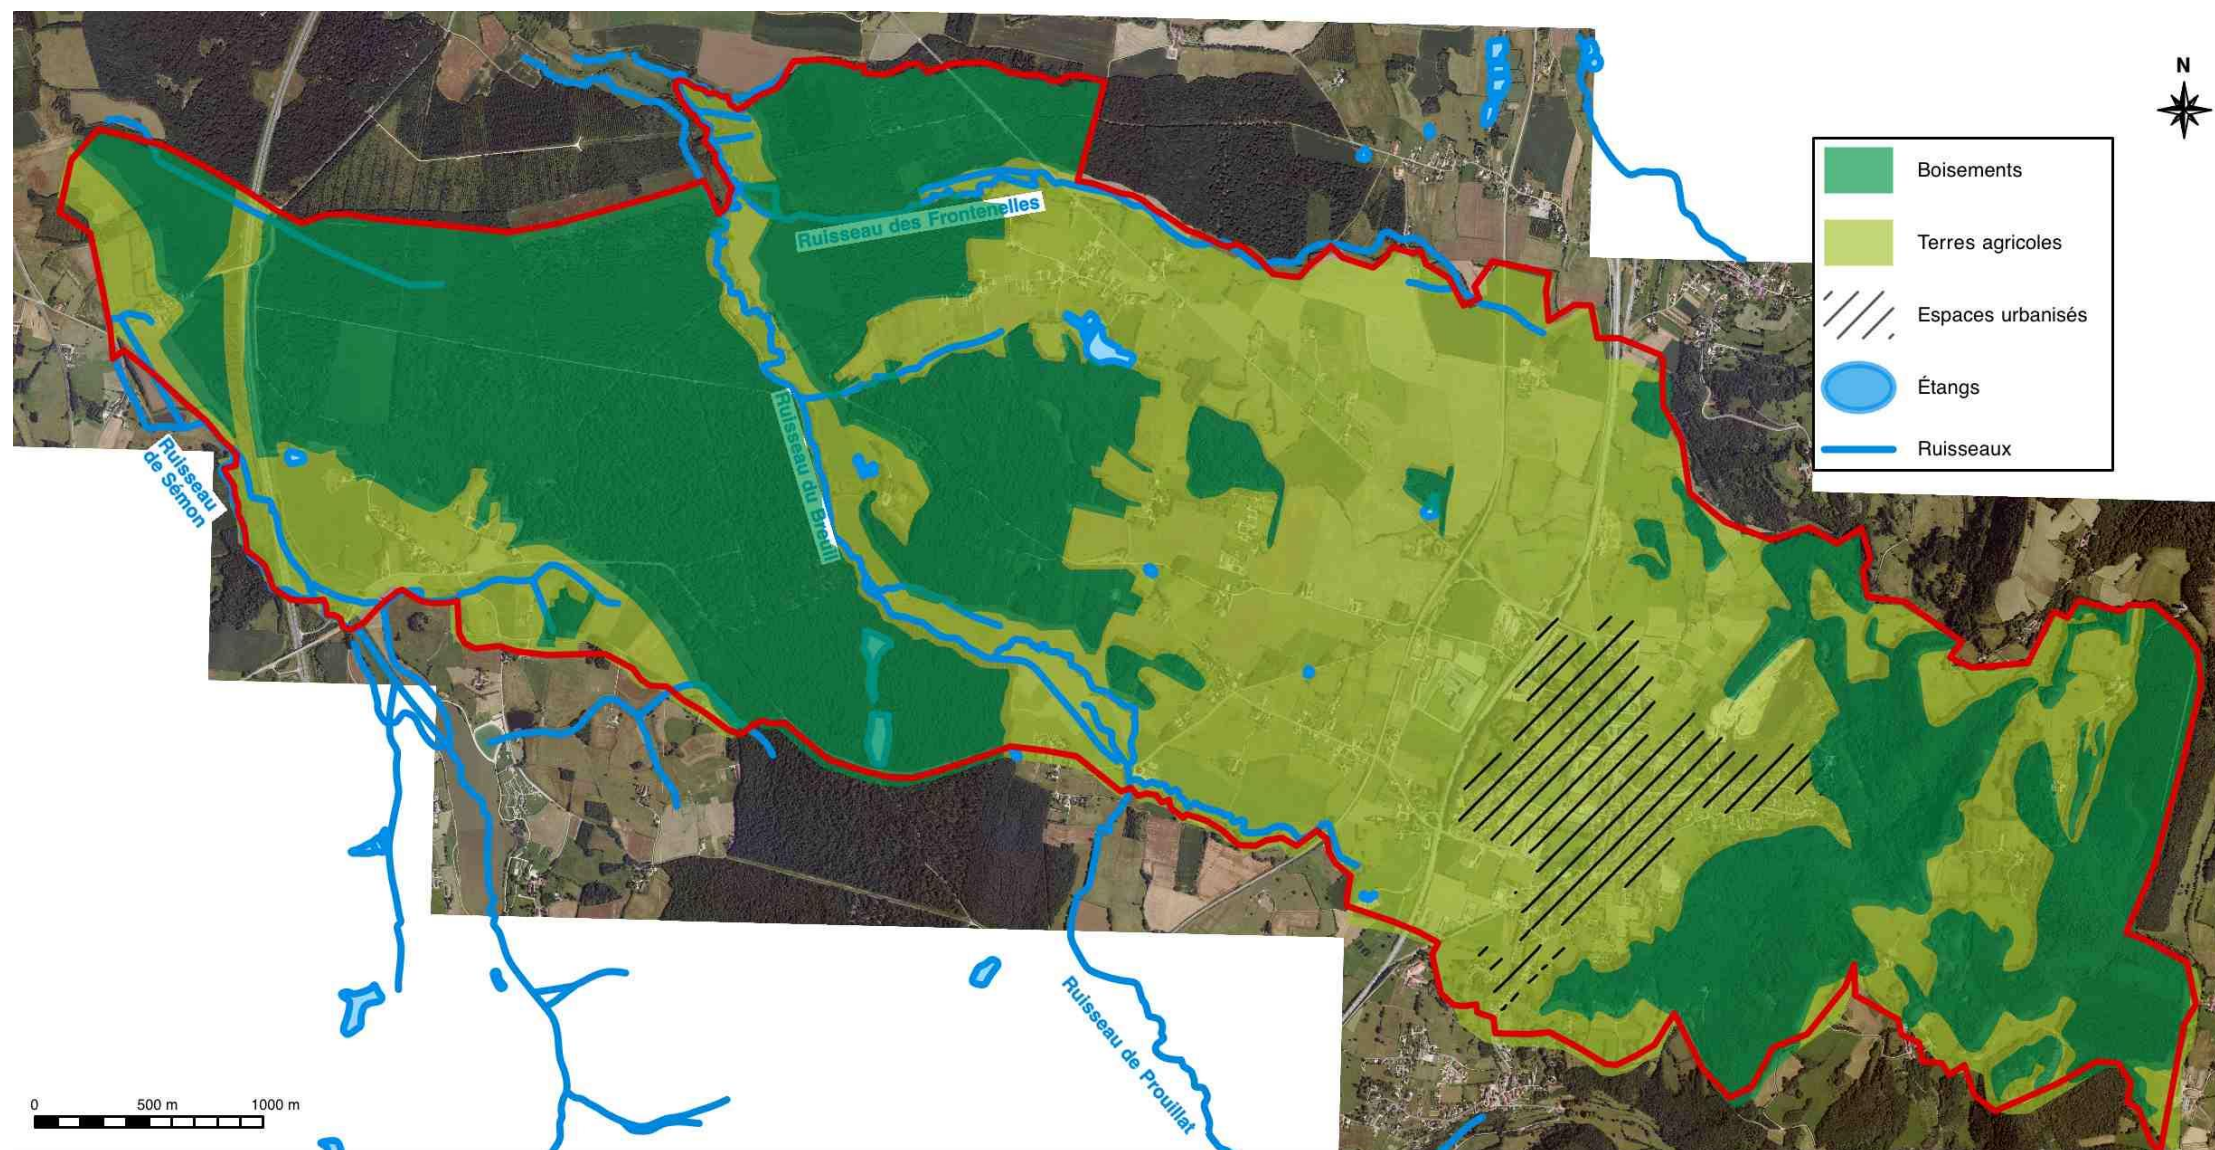 N
Boisements
Terres agricoles
Espaces urbanisés
Étangs
Ruisseaux
Ruisseau des Frontenelles
Ruisseau du Breuil
Ruisseau
de Sémon
Ruisseau de Prouillat
0 500 m 1000 m